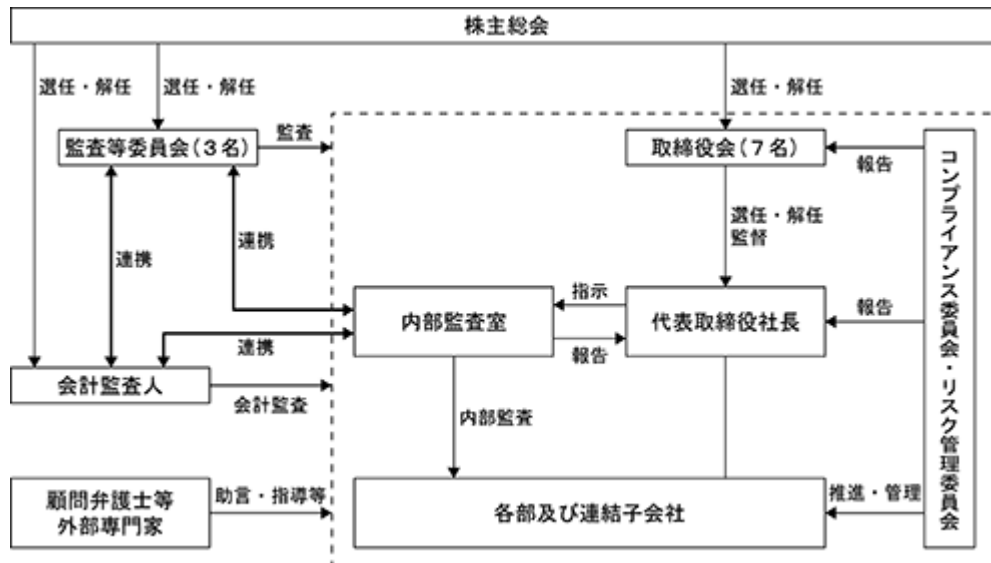 株主総会
選任・解任
選任・解任
選任・解任
監査等委員会(3名)
監査
取締役会(7名)
報告
コンプライアンス委員会・リスク管理委員会
連携
連携
選任・解任
監督
内部監査室
指示
報告
代表取締役社長
報告
連携
会計監査人
会計監査
内部監査
顧問弁護士等
外部専門家
助言・指導等
各部及び連結子会社
推進・管理